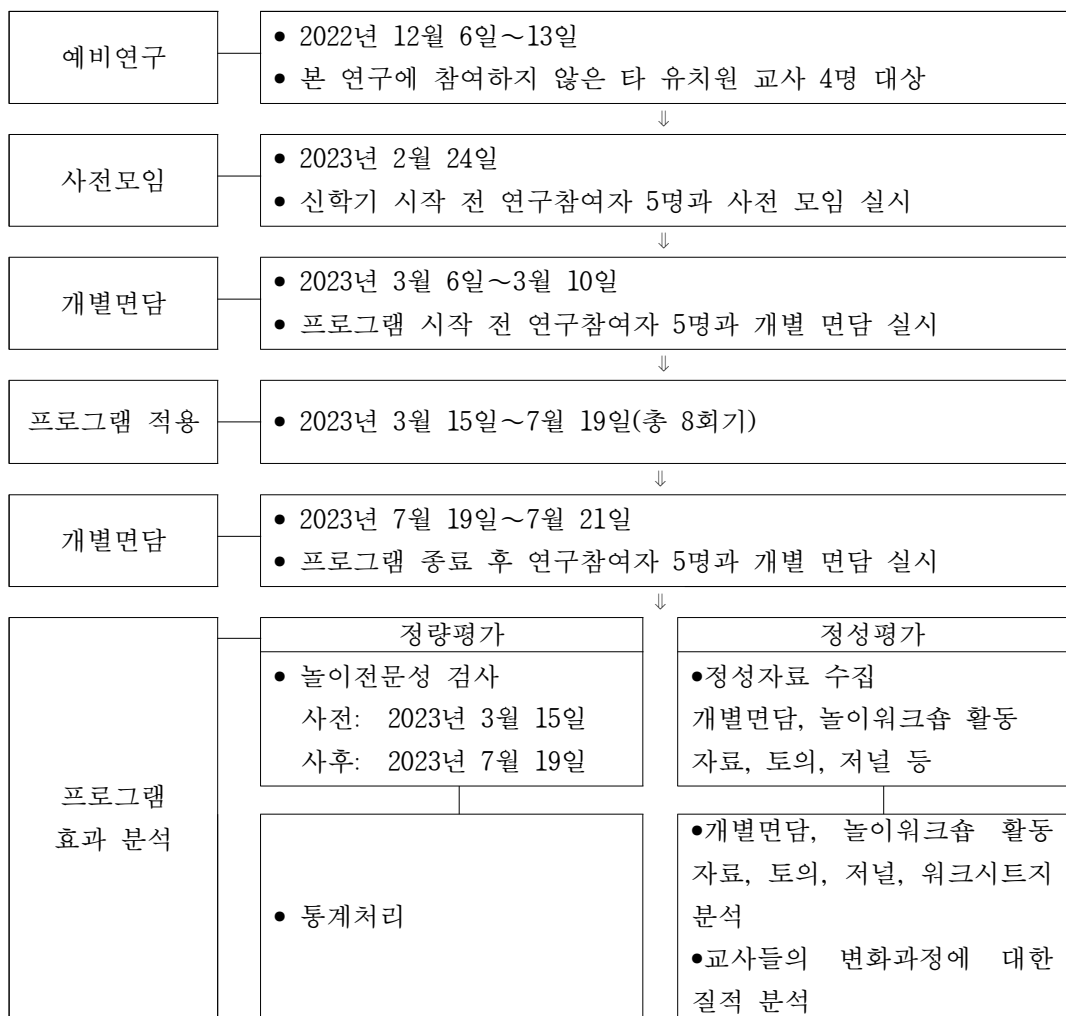 예비연구
• 2022년 12월 6일～13일
• 본 연구에 참여하지 않은 타 유치원 교사 4명 대상
⇓
사전모임
• 2023년 2월 24일
• 신학기 시작 전 연구참여자 5명과 사전 모임 실시
⇓
개별면담
• 2023년 3월 6일～3월 10일
• 프로그램 시작 전 연구참여자 5명과 개별 면담 실시
⇓
프로그램 적용
• 2023년 3월 15일～7월 19일(총 8회기)
⇓
개별면담
• 2023년 7월 19일～7월 21일
• 프로그램 종료 후 연구참여자 5명과 개별 면담 실시
⇓
프로그램
효과 분석
정량평가
• 놀이전문성 검사
사전: 2023년 3월 15일
사후: 2023년 7월 19일
• 통계처리
정성평가
•정성자료 수집
개별면담, 놀이워크숍 활동
자료, 토의, 저널 등
•개별면담, 놀이워크숍 활동
자료, 토의, 저널, 워크시트지
분석
•교사들의 변화과정에 대한
질적 분석